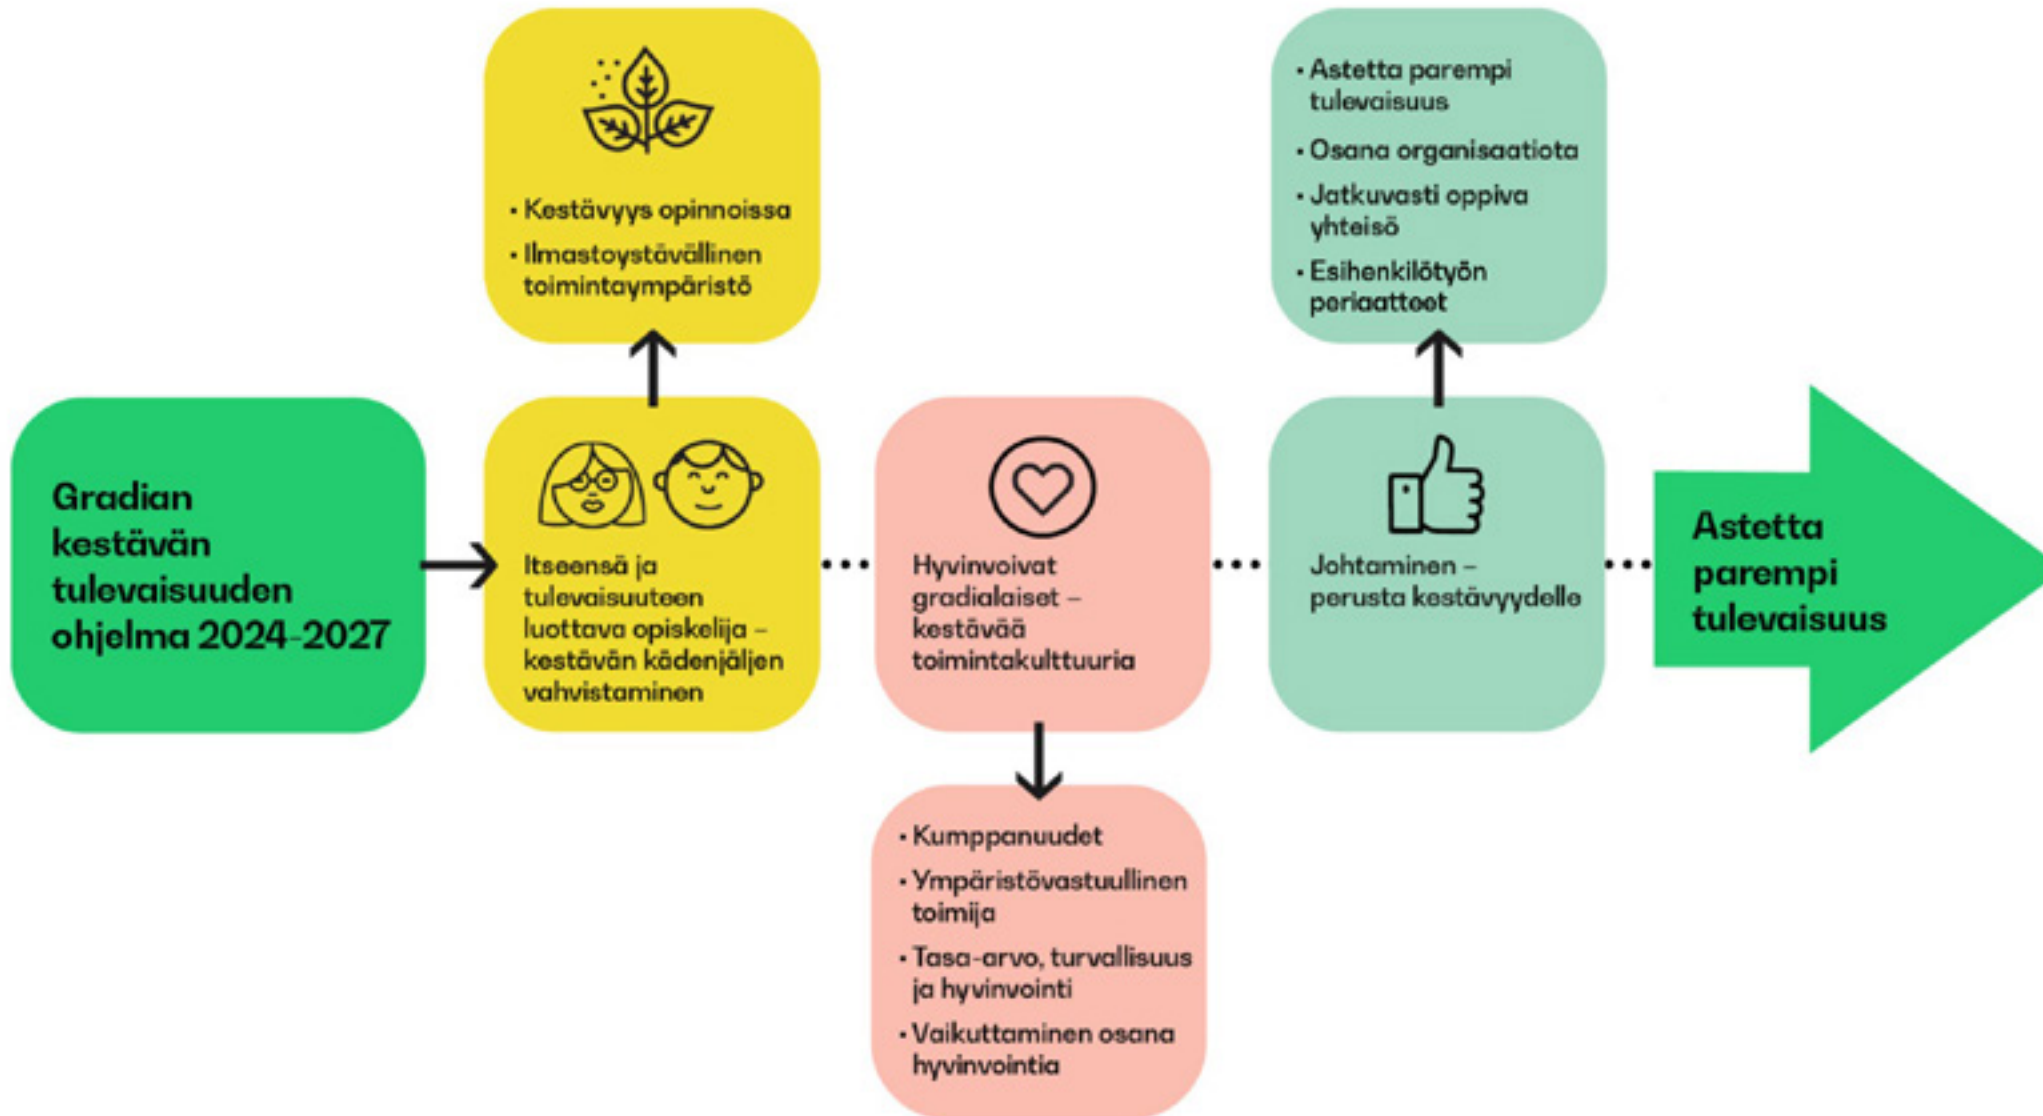 · Kestävyys opinnoissa
· Ilmastoystävällinen
toimintaympäristö
· Astetta parempi
tulevaisuus
· Osana organisaatiota
· Jatkuvasti oppiva
yhteisö
· Esihenkilötyön
periaatteet
Gradian
kestävän
tulevaisuuden
ohjelma 2024-2027
Itseensä ja
tulevaisuuteen
luottava opiskelija –
kestävän kädenjäljen
vahvistaminen
Hyvinvoivat
gradialaiset –
kestävää
toimintakulttuuria
Johtaminen –
perusta kestävyydelle
Astetta
parempi
tulevaisuus
· Kumppanuudet
· Ympäristövastuullinen
toimija
· Tasa-arvo, turvallisuus
ja hyvinvointi
· Vaikuttaminen osana
hyvinvointia